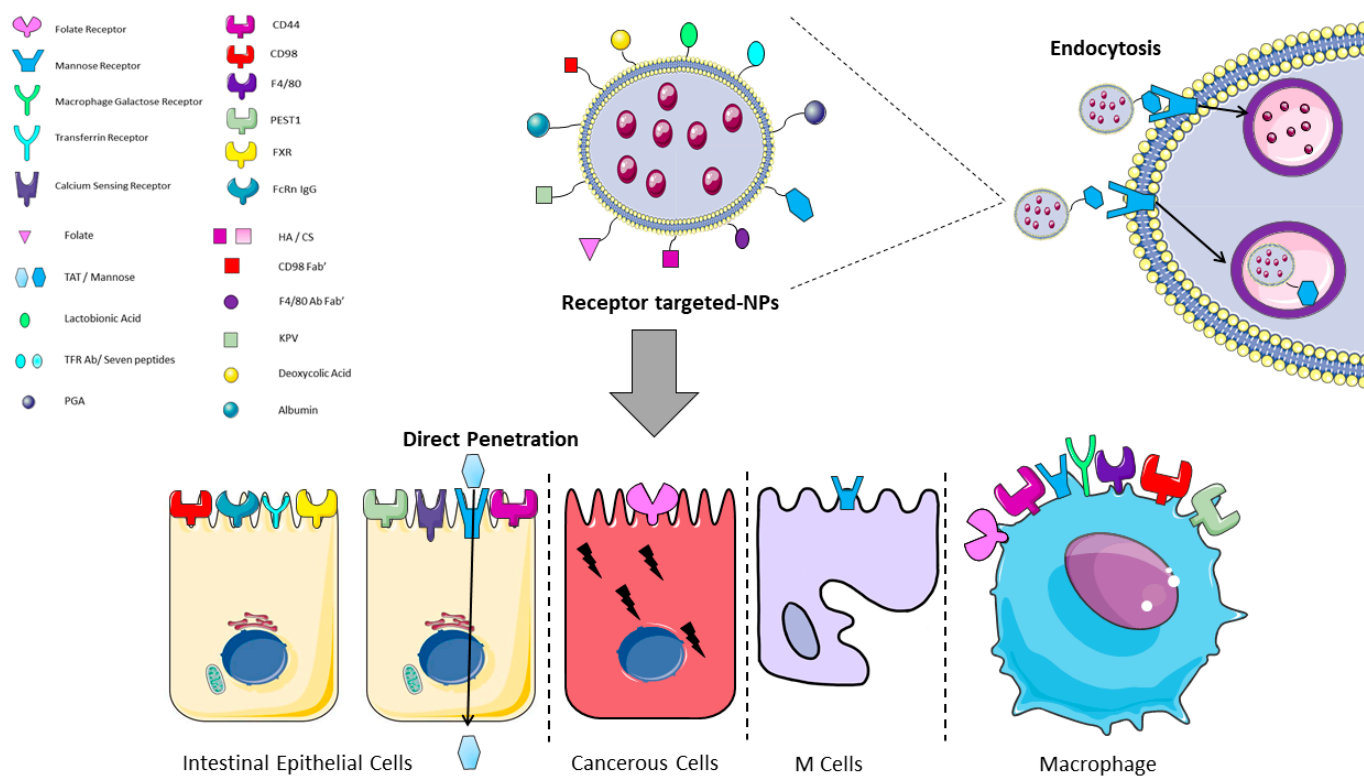 Folate Receptor
Mannose Receptor
Macrophage Galactose Receptor
Transferrin Receptor
Calcium Sensing Receptor
Folate
TAT / Mannose
Lactobionic Acid
TFR Ab/ Seven peptides
PGA
CD44
CD98
F4/80
PEST1
FXR
FcRn IgG
HA / CS
CD98 Fab’
F4/80 Ab Fab’
KPV
Deoxycolic Acid
Albumin
Receptor targeted-NPs
Endocytosis
Direct Penetration
Intestinal Epithelial Cells
Cancerous Cells
M Cells
Macrophage